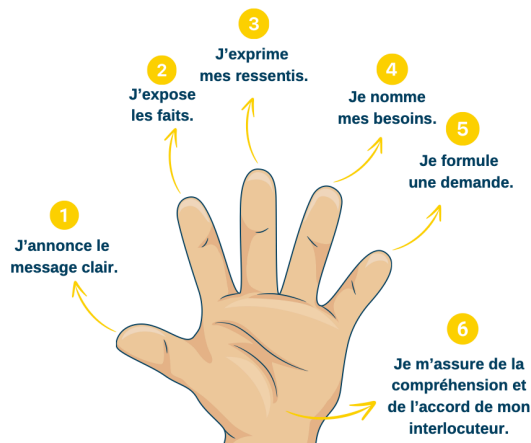 1
J'annonce le
message clair.
2
J'expose
les faits.
3
J'exprime
mes ressentis.
4
Je nomme
mes besoins.
5
Je formule
une demande.
6
Je m'assure de la
compréhension et
de l'accord de mon
interlocuteur.